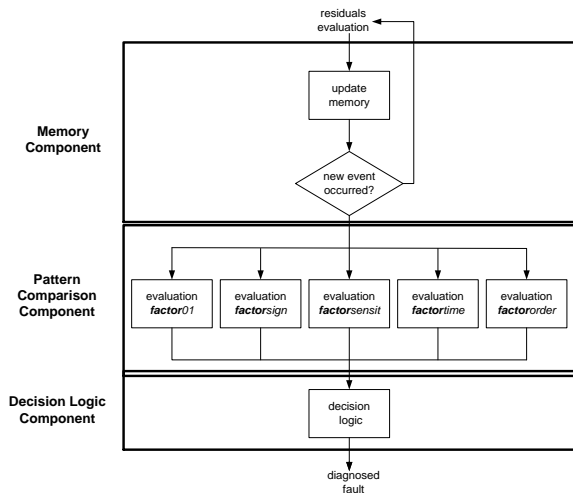 residuals
evaluation
Memory
Component
update
memory
new event
occurred?
Pattern
Comparison
Component
evaluation
factor01
evaluation
factorsign
evaluation
factorsensit
evaluation
factortime
evaluation
factororder
Decision Logic
Component
decision
logic
diagnosed
fault